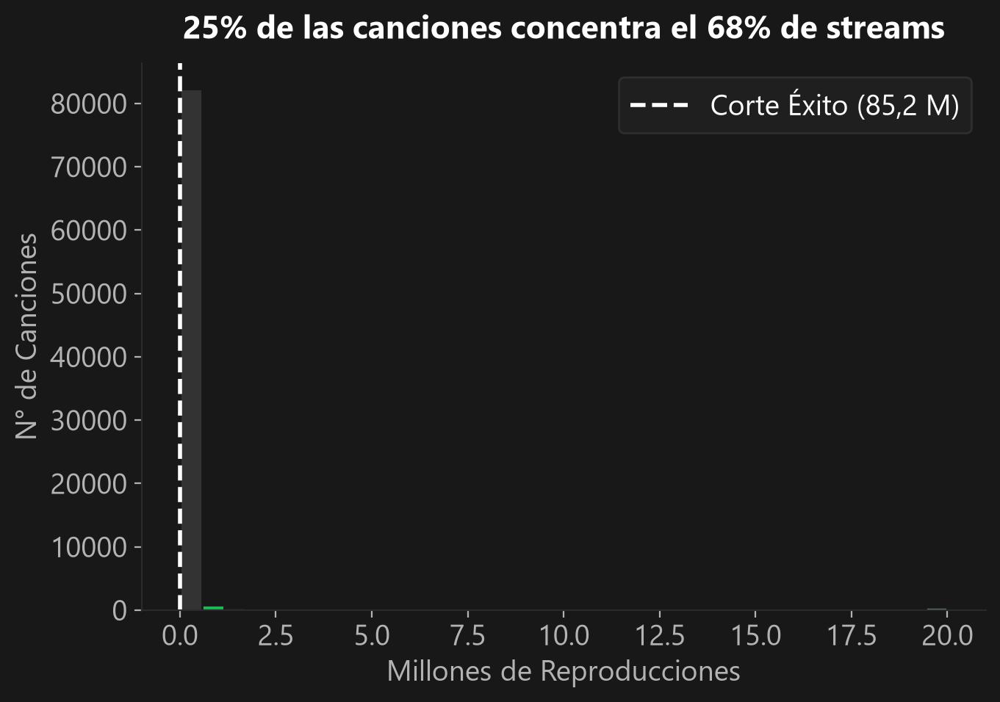 25% de las canciones concentra el 68% de streams
Corte Éxito (85,2 M)
N° de Canciones
80000
70000
60000
50000
40000
30000
20000
10000
0
0.0 2.5 5.0 7.5 10.0 12.5 15.0 17.5 20.0
Millones de Reproducciones